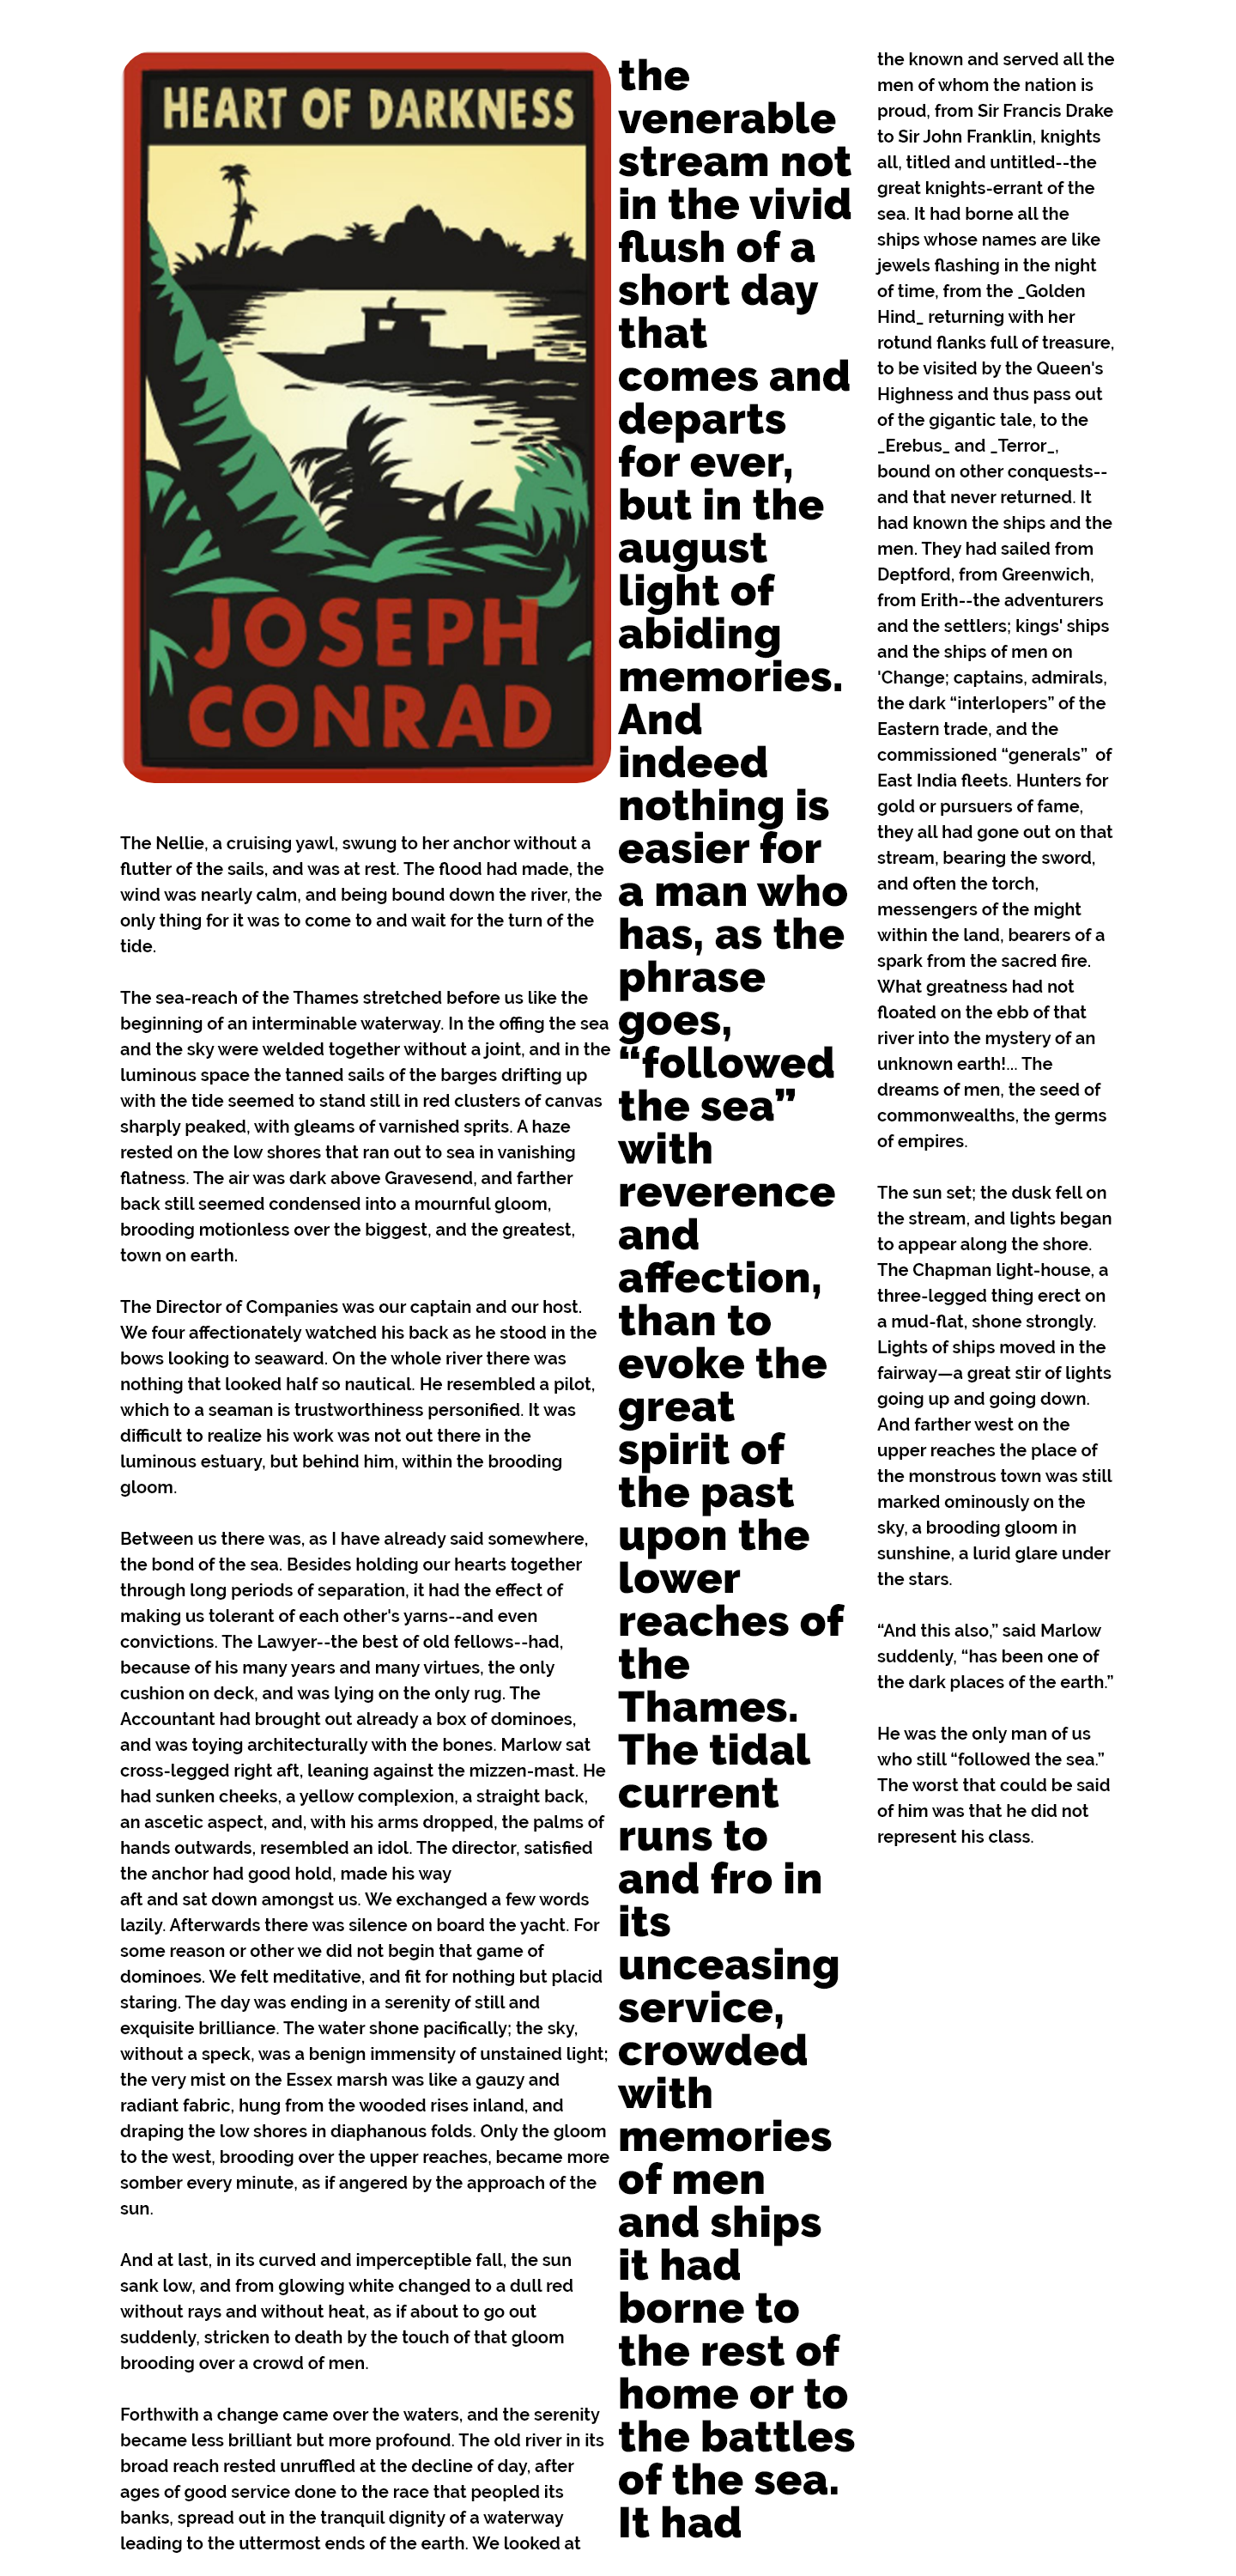 HEART OF DARKNESS
JOSEPH
CONRAD
The Nellie, a cruising yawl, swung to her anchor without a
flutter of the sails, and was at rest. The flood had made, the
wind was nearly calm, and being bound down the river, the
only thing for it was to come to and wait for the turn of the
tide.
The sea-reach of the Thames stretched before us like the
beginning of an interminable waterway. In the offing the sea
and the sky were welded together without a joint, and in the
luminous space the tanned sails of the barges drifting up
with the tide seemed to stand still in red clusters of canvas
sharply peaked, with gleams of varnished sprits. A haze
rested on the low shores that ran out to sea in vanishing
flatness. The air was dark above Gravesend, and farther
back still seemed condensed into a mournful gloom,
brooding motionless over the biggest, and the greatest,
town on earth.
The Director of Companies was our captain and our host.
We four affectionately watched his back as he stood in the
bows looking to seaward. On the whole river there was
nothing that looked half so nautical. He resembled a pilot,
which to a seaman is trustworthiness personified. It was
difficult to realize his work was not out there in the
luminous estuary, but behind him, within the brooding
gloom.
Between us there was, as I have already said somewhere,
the bond of the sea. Besides holding our hearts together
through long periods of separation, it had the effect of
making us tolerant of each other's yarns--and even
convictions. The Lawyer--the best of old fellows--had,
because of his many years and many virtues, the only
cushion on deck, and was lying on the only rug. The
Accountant had brought out already a box of dominoes,
and was toying architecturally with the bones. Marlow sat
cross-legged right aft, leaning against the mizzen-mast. He
had sunken cheeks, a yellow complexion, a straight back,
an ascetic aspect, and, with his arms dropped, the palms of
hands outwards, resembled an idol. The director, satisfied
the anchor had good hold, made his way
aft and sat down amongst us. We exchanged a few words
lazily. Afterwards there was silence on board the yacht. For
some reason or other we did not begin that game of
dominoes. We felt meditative, and fit for nothing but placid
staring. The day was ending in a serenity of still and
exquisite brilliance. The water shone pacifically; the sky,
without a speck, was a benign immensity of unstained light;
the very mist on the Essex marsh was like a gauzy and
radiant fabric, hung from the wooded rises inland, and
draping the low shores in diaphanous folds. Only the gloom
to the west, brooding over the upper reaches, became more
somber every minute, as if angered by the approach of the
sun.
And at last, in its curved and imperceptible fall, the sun
sank low, and from glowing white changed to a dull red
without rays and without heat, as if about to go out
suddenly, stricken to death by the touch of that gloom
brooding over a crowd of men.
Forthwith a change came over the waters, and the serenity
became less brilliant but more profound. The old river in its
broad reach rested unruffled at the decline of day, after
ages of good service done to the race that peopled its
banks, spread out in the tranquil dignity of a waterway
leading to the uttermost ends of the earth. We looked at
the
venerable
stream not
in the vivid
flush of a
short day
that
comes and
departs
for ever,
but in the
august
light of
abiding
memories.
And
indeed
nothing is
easier for
a man who
has, as the
phrase
goes,
“followed
the sea”
with
reverence
and
affection,
than to
evoke the
great
spirit of
the past
upon the
lower
reaches of
the
Thames.
The tidal
current
runs to
and fro in
its
unceasing
service,
crowded
with
memories
of men
and ships
it had
borne to
the rest of
home or to
the battles
of the sea.
It had
the known and served all the
men of whom the nation is
proud, from Sir Francis Drake
to Sir John Franklin, knights
all, titled and untitled--the
great knights-errant of the
sea. It had borne all the
ships whose names are like
jewels flashing in the night
of time, from the _Golden
Hind_ returning with her
rotund flanks full of treasure,
to be visited by the Queen's
Highness and thus pass out
of the gigantic tale, to the
_Erebus_ and _Terror_,
bound on other conquests--
and that never returned. It
had known the ships and the
men. They had sailed from
Deptford, from Greenwich,
from Erith--the adventurers
and the settlers; kings' ships
and the ships of men on
'Change; captains, admirals,
the dark “interlopers” of the
Eastern trade, and the
commissioned “generals”  of
East India fleets. Hunters for
gold or pursuers of fame,
they all had gone out on that
stream, bearing the sword,
and often the torch,
messengers of the might
within the land, bearers of a
spark from the sacred fire.
What greatness had not
floated on the ebb of that
river into the mystery of an
unknown earth!... The
dreams of men, the seed of
commonwealths, the germs
of empires.
The sun set; the dusk fell on
the stream, and lights began
to appear along the shore.
The Chapman light-house, a
three-legged thing erect on
a mud-flat, shone strongly.
Lights of ships moved in the
fairway—a great stir of lights
going up and going down.
And farther west on the
upper reaches the place of
the monstrous town was still
marked ominously on the
sky, a brooding gloom in
sunshine, a lurid glare under
the stars.
“And this also,” said Marlow
suddenly, “has been one of
the dark places of the earth.”
He was the only man of us
who still “followed the sea.”
The worst that could be said
of him was that he did not
represent his class.